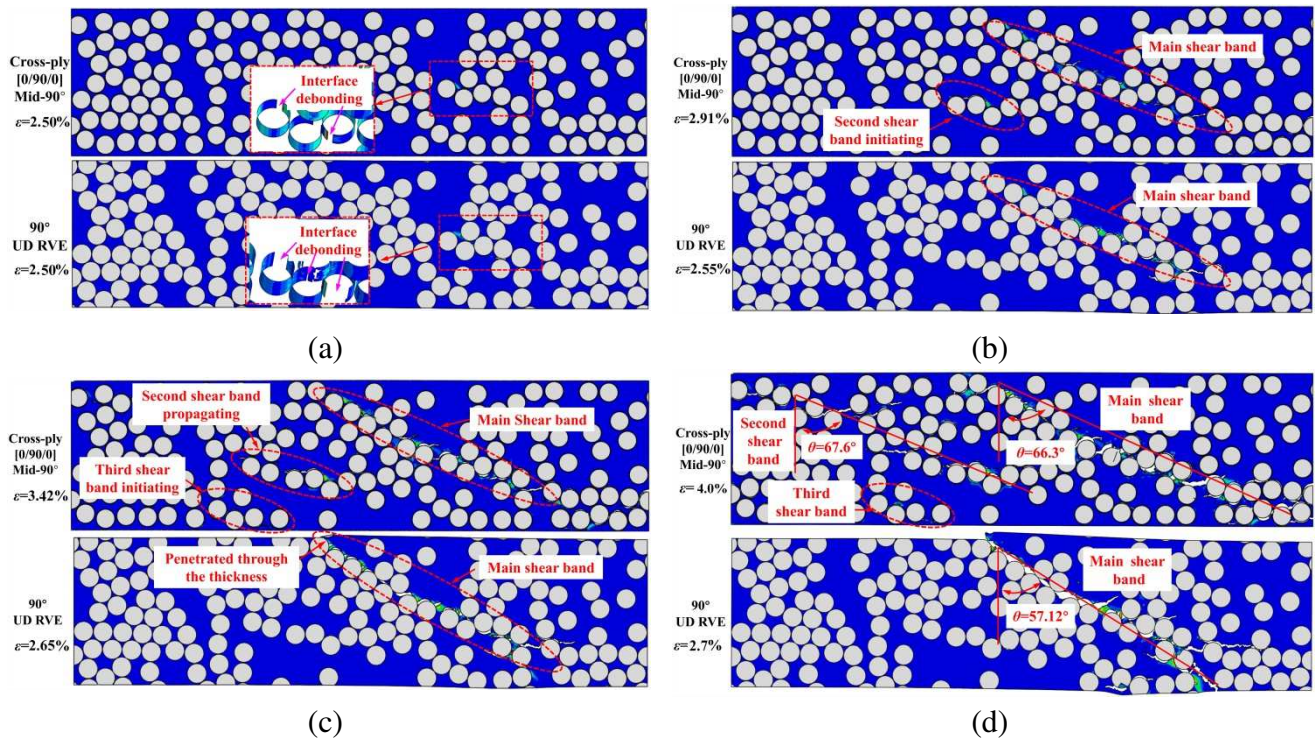 Cross-ply
[0/90/0]
Mid-90°
ε=2.50%
Interface
debonding
90°
UD RVE
ε=2.50%
Interface
debonding
(a)
Cross-ply
[0/90/0]
Mid-90°
ε=2.91%
Main shear band
Second shear
band initiating
90°
UD RVE
ε=2.55%
Main shear band
(b)
Cross-ply
[0/90/0]
Mid-90°
ε=3.42%
Second shear band
propagating
Main Shear band
Third shear
band initiating
90°
UD RVE
ε=2.65%
Penetrated through
the thickness
Main shear band
(c)
Cross-ply
[0/90/0]
Mid-90°
ε= 4.0%
Second
shear
band
θ=67.6°
Main shear
band
θ=66.3°
Third
shear band
90°
UD RVE
ε=2.7%
Main shear
band
θ=57.12°
(d)